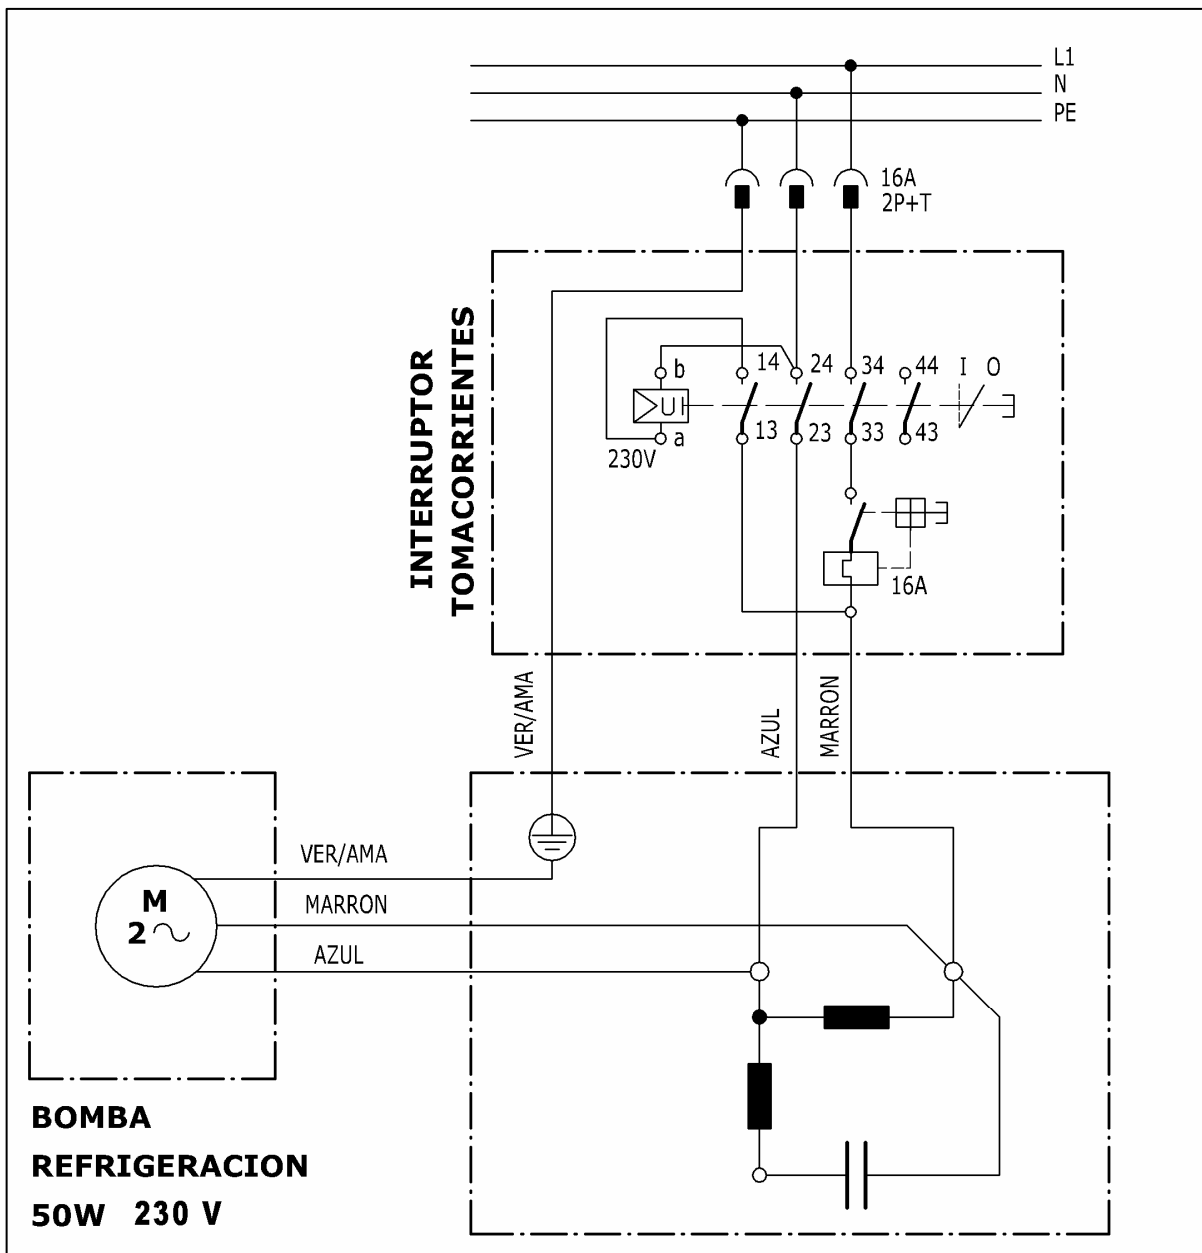 L1
N
PE
16A
2P+T
INTERRUPTOR
TOMACORRIENTES
b
14
24
34
44
I
O
U
a
13
23
33
43
230V
16A
VER/AMA
AZUL
MARRON
VER/AMA
M
2
MARRON
AZUL
BOMBA
REFRIGERACION
50W 230 V